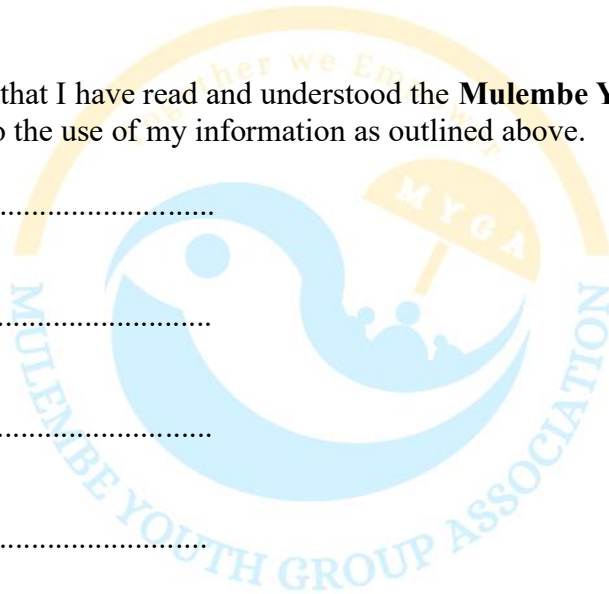 Together we Empower
that I have read and understood the Mulembe Y
o the use of my information as outlined above.
MYGA
...........................
...........................
...........................
...........................
MULEMBE YOUTH GROUP ASSOCIATION